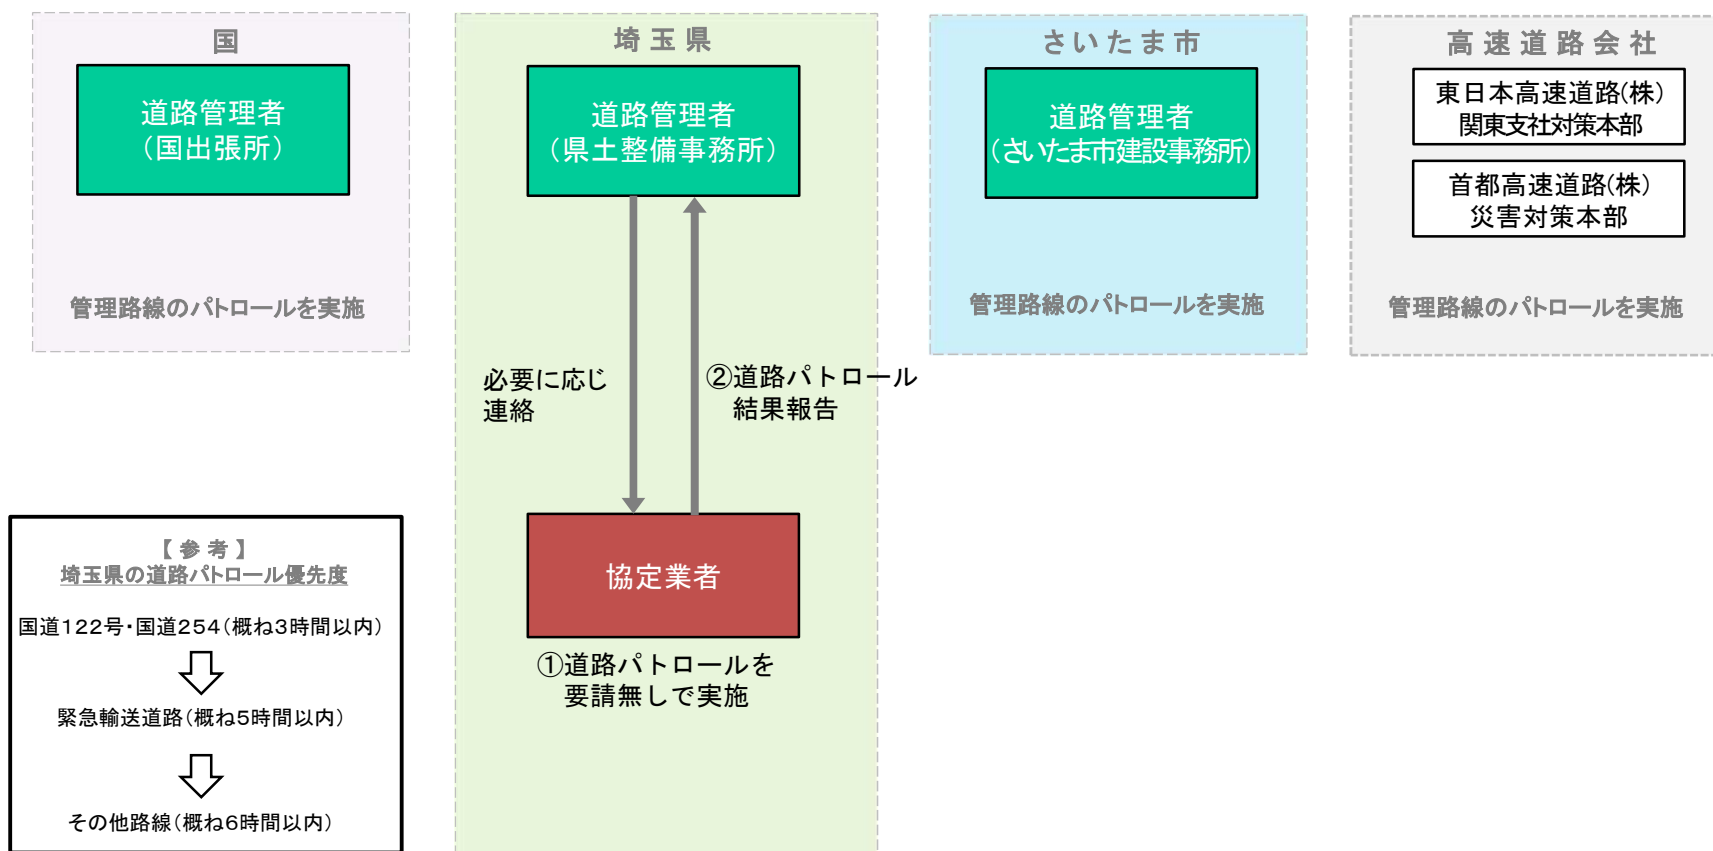 国
道路管理者
（国出張所）
管理路線のパトロールを実施
埼玉県
道路管理者
（県土整備事務所）
必要に応じ
連絡
②道路パトロール
結果報告
協定業者
①道路パトロールを
要請無しで実施
さいたま市
道路管理者
（さいたま市建設事務所）
管理路線のパトロールを実施
高速道路会社
東日本高速道路(株)
関東支社対策本部
首都高速道路(株)
災害対策本部
管理路線のパトロールを実施
【参考】
埼玉県の道路パトロール優先度
国道122号・国道254(概ね3時間以内)
緊急輸送道路(概ね5時間以内)
その他路線(概ね6時間以内)